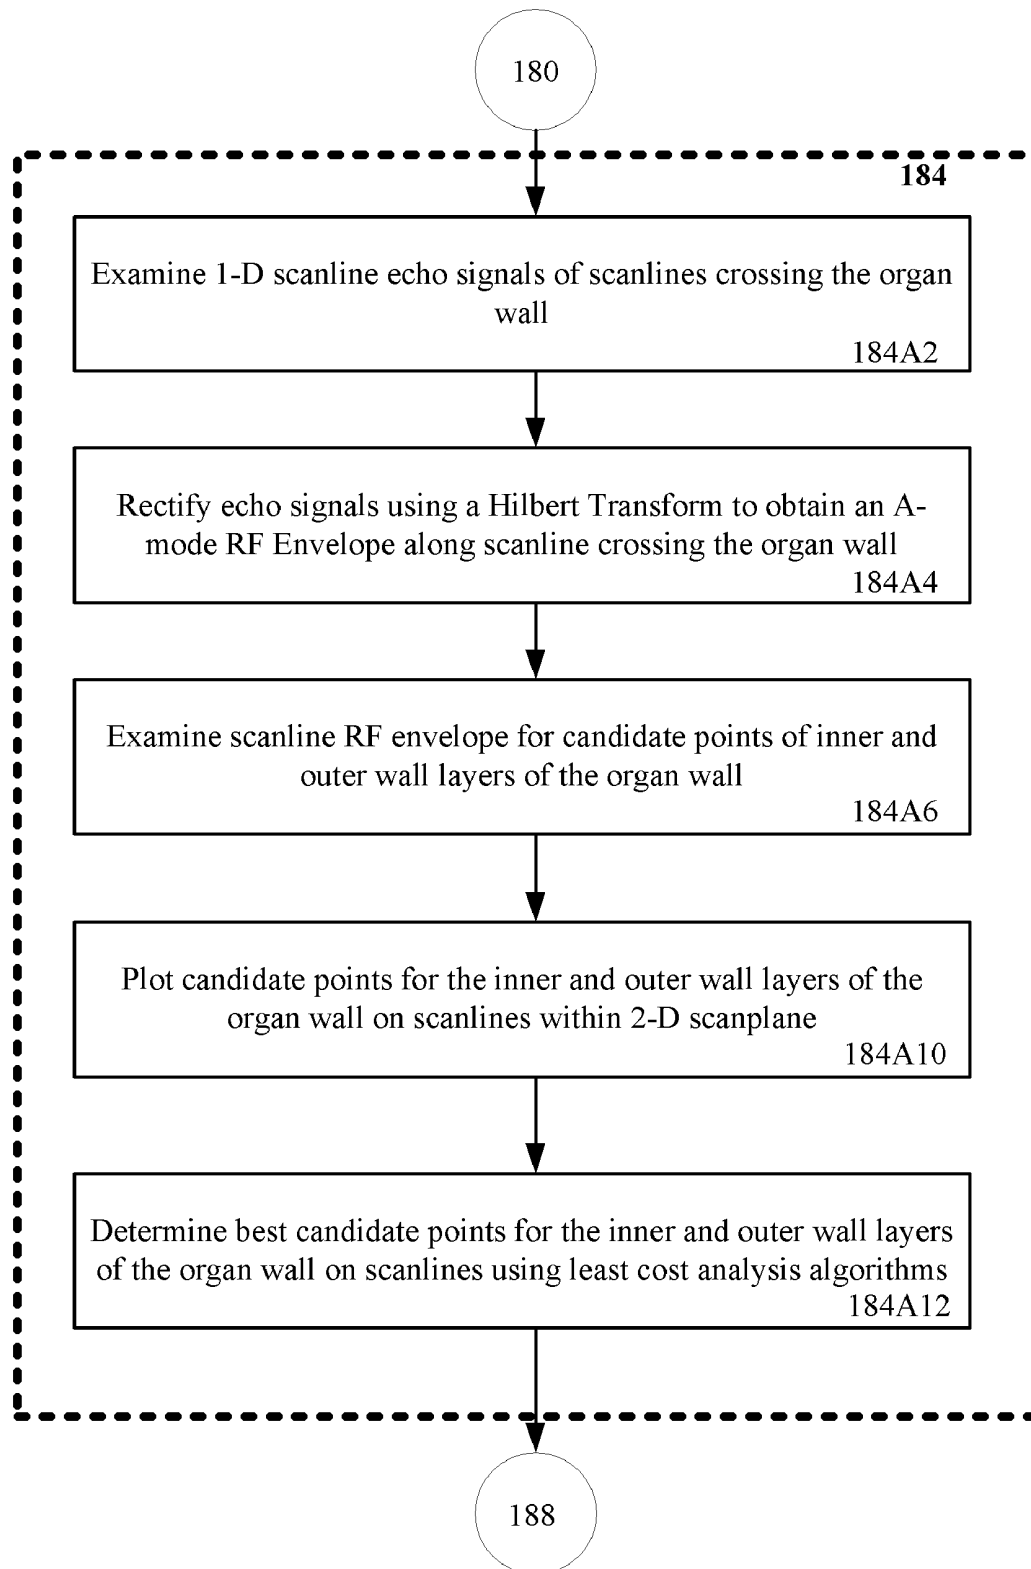 180
184
Examine 1-D scanline echo signals of scanlines crossing the organ
wall
184A2
Rectify echo signals using a Hilbert Transform to obtain an A-
mode RF Envelope along scanline crossing the organ wall
184A4
Examine scanline RF envelope for candidate points of inner and
outer wall layers of the organ wall
184A6
Plot candidate points for the inner and outer wall layers of the
organ wall on scanlines within 2-D scanplane
184A10
Determine best candidate points for the inner and outer wall layers
of the organ wall on scanlines using least cost analysis algorithms
184A12
188